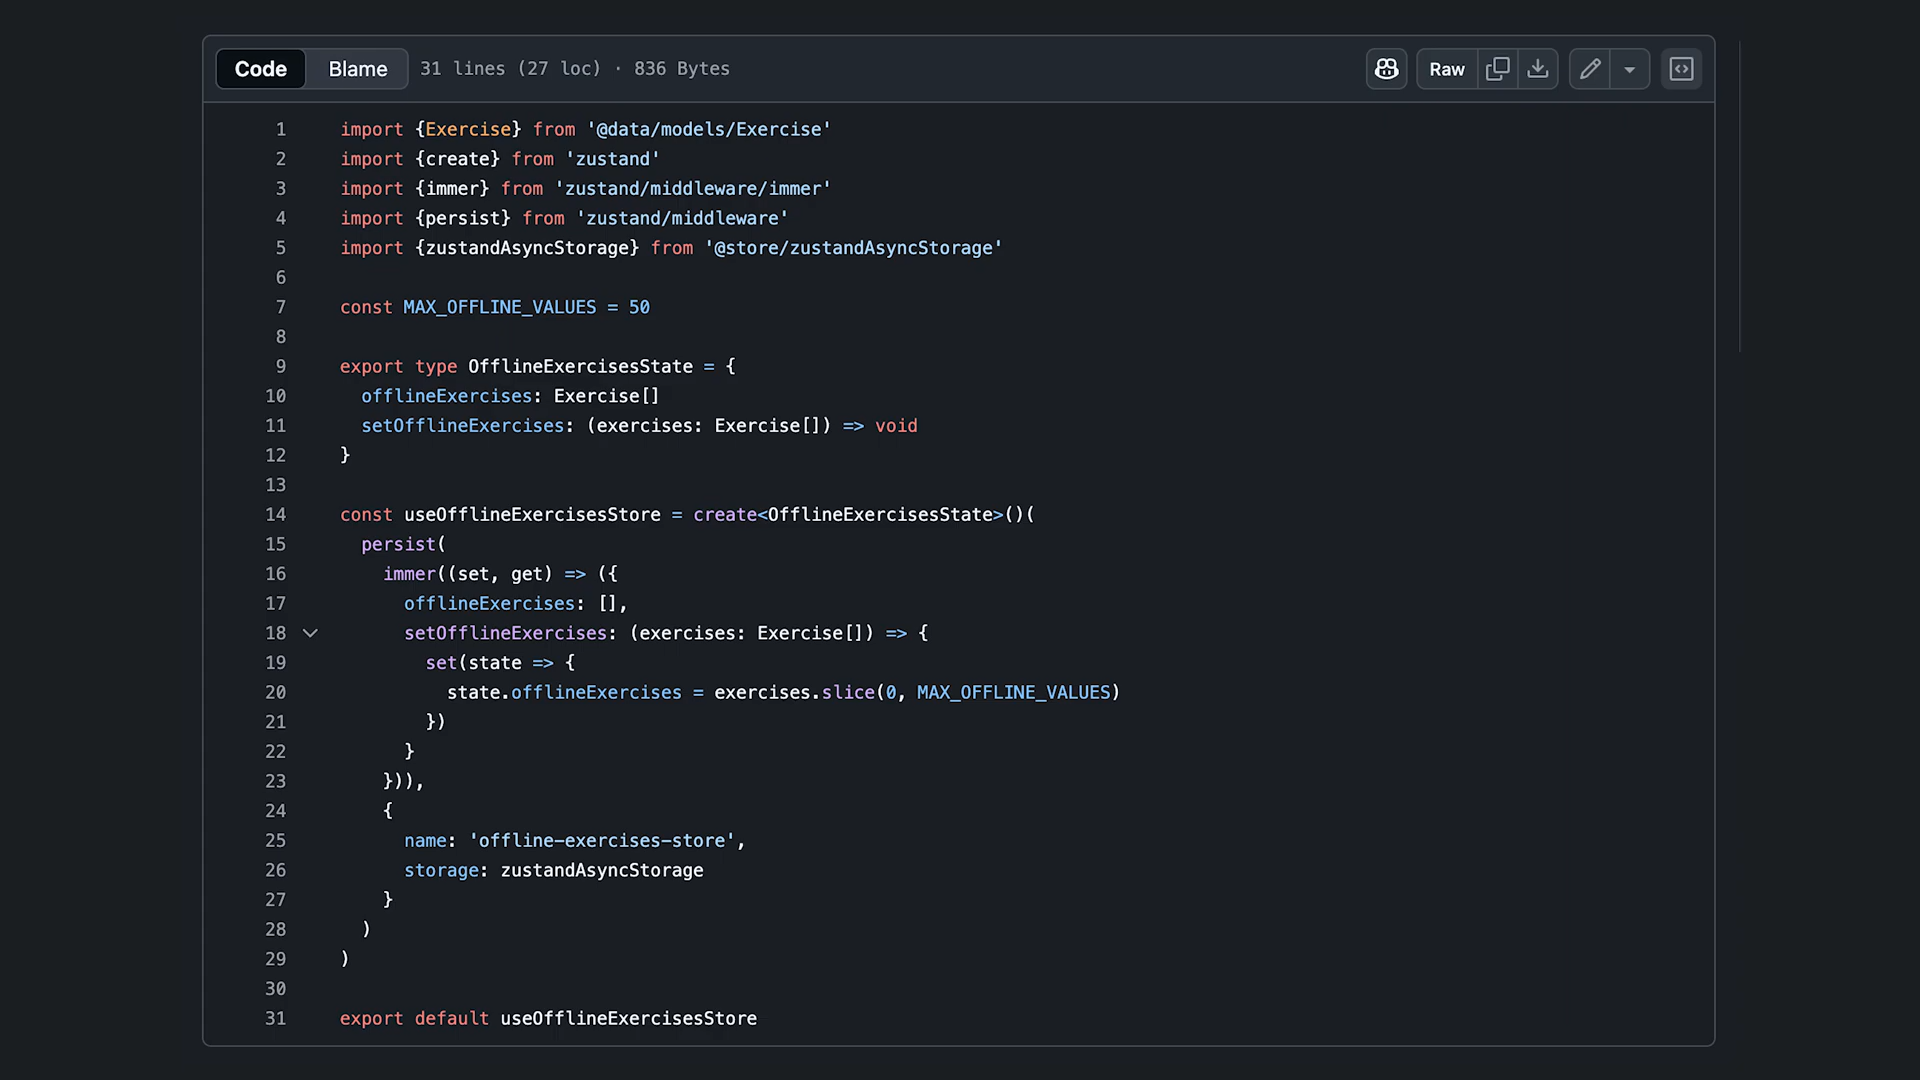 Code Blame 31 lines (27 loc) · 836 Bytes Raw
1 import {Exercise} from '@data/models/Exercise'
2 import {create} from 'zustand'
3 import {immer} from 'zustand/middleware/immer'
4 import {persist} from 'zustand/middleware'
5 import {zustandAsyncStorage} from '@store/zustandAsyncStorage'
6
7 const MAX_OFFLINE_VALUES = 50
8
9 export type OfflineExercisesState = {
10   offlineExercises: Exercise[]
11   setOfflineExercises: (exercises: Exercise[]) => void
12 }
13
14 const useOfflineExercisesStore = create<OfflineExercisesState>()(
15   persist(
16     immer((set, get) => ({
17       offlineExercises: [],
18       setOfflineExercises: (exercises: Exercise[]) => {
19         set(state => {
20           state.offlineExercises = exercises.slice(0, MAX_OFFLINE_VALUES)
21         })
22       }
23     })),
24     {
25       name: 'offline-exercises-store',
26       storage: zustandAsyncStorage
27     }
28   )
29 )
30
31 export default useOfflineExercisesStore